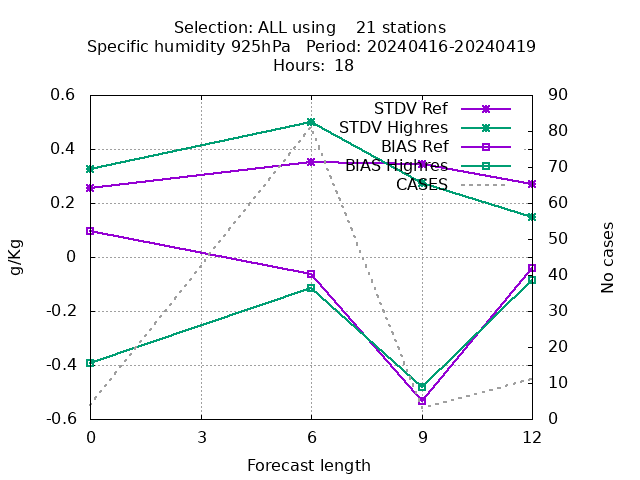 Selection: ALL using    21 stations
Specific humidity 925hPa   Period: 20240416-20240419
Hours: 18
STDV Ref
STDV Highres
BIAS Ref
BIAS Highres
CASES
0.6
0.4
0.2
0
-0.2
-0.4
-0.6
g/Kg
90
80
70
60
50
40
30
20
10
0
No cases
0 3 6 9 12
Forecast length